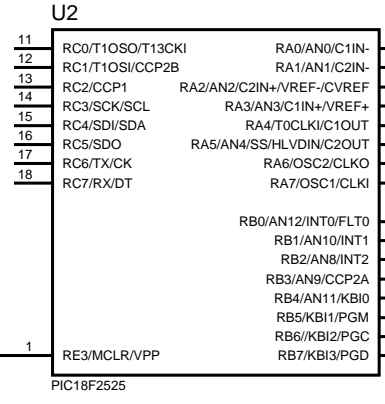 U2
11 RC0/T1OSO/T13CKI RA0/AN0/C1IN-
12 RC1/T1OSI/CCP2B RA1/AN1/C2IN-
13 RC2/CCP1 RA2/AN2/C2IN+/VREF-/CVREF
14 RC3/SCK/SCL RA3/AN3/C1IN+/VREF+
15 RC4/SDI/SDA RA4/T0CLKI/C1OUT
16 RC5/SDO RA5/AN4/SS/HLVDIN/C2OUT
17 RC6/TX/CK RA6/OSC2/CLKO
18 RC7/RX/DT RA7/OSC1/CLKI
RB0/AN12/INT0/FLT0
RB1/AN10/INT1
RB2/AN8/INT2
RB3/AN9/CCP2A
RB4/AN11/KBI0
RB5/KBI1/PGM
RB6//KBI2/PGC
1 RE3/MCLR/VPP RB7/KBI3/PGD
PIC18F2525